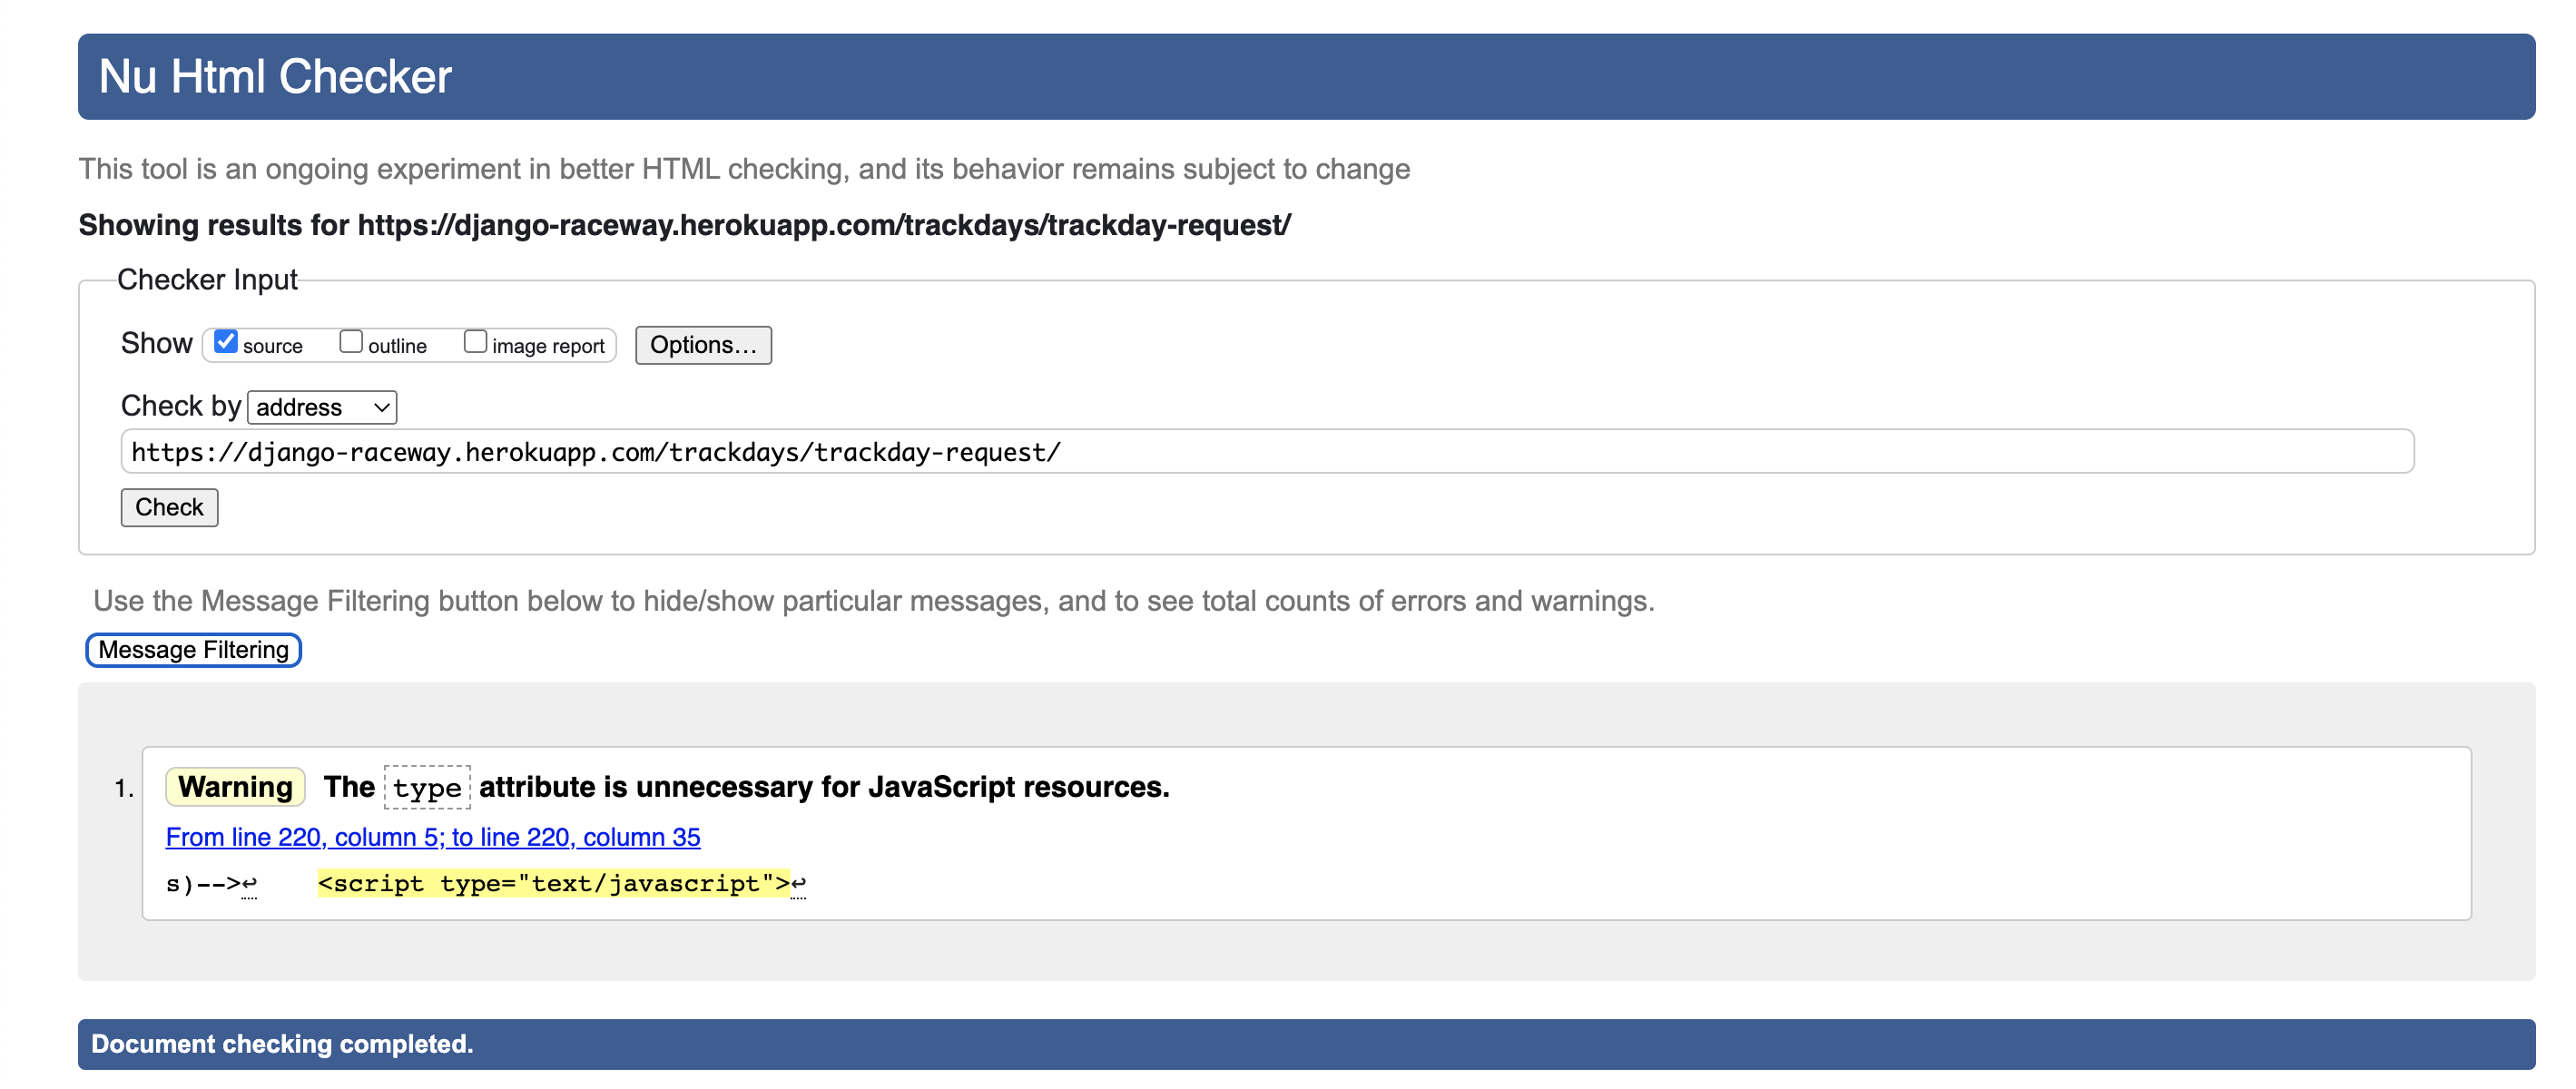 Nu Html Checker
This tool is an ongoing experiment in better HTML checking, and its behavior remains subject to change
Showing results for https://django-raceway.herokuapp.com/trackdays/trackday-request/
Checker Input
Show source outline image report Options...
Check by address
https://django-raceway.herokuapp.com/trackdays/trackday-request/
Check
Use the Message Filtering button below to hide/show particular messages, and to see total counts of errors and warnings.
Message Filtering
1. Warning The type attribute is unnecessary for JavaScript resources.
From line 220, column 5; to line 220, column 35
s)-->↩ <script type="text/javascript">↩
Document checking completed.